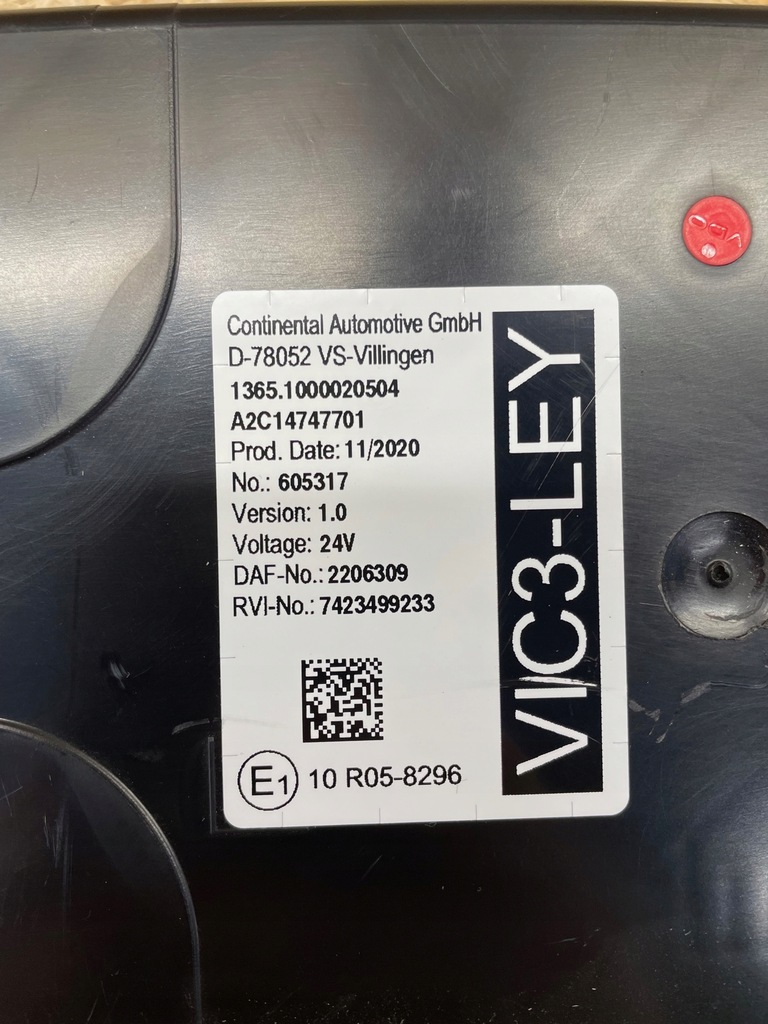 Continental Automotive GmbH
D-78052 VS-Villingen
1365.1000020504
A2C14747701
Prod. Date: 11/2020
No.: 605317
Version: 1.0
Voltage: 24V
DAF-No.: 2206309
RVI-No.: 7423499233
E1 10 R05-8296
VIC3-LEY
VDO